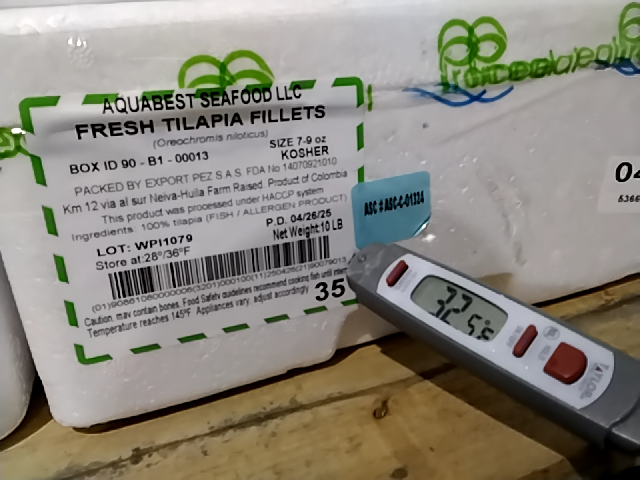 AQUABEST SEAFOOD LLC
FRESH TILAPIA FILLETS
(Oreochromis niloticus)
SIZE 7-9 oz
BOX ID 90 - B1 - 00013
KOSHER
PACKED BY EXPORT PEZ S.A.S. FDA No 14070921010
Km 12 via al sur Neiva-Huila Farm Raised. Product of Colombia
This product was processed under HACCP system
Ingredients: 100% tilapia (FISH / ALLERGEN PRODUCT)
P.D. 04/26/25
LOT: WPI1079
Net Weight:10 LB
Store at:28°/36°F
Caution, may contain bones. Food Safety guidelines recommend cooking fish until
Temperature reaches 145°F. Appliances vary, adjust accordingly
35
ASC # ASC-C-01324
32.5°F
TAYLOR
04
5366